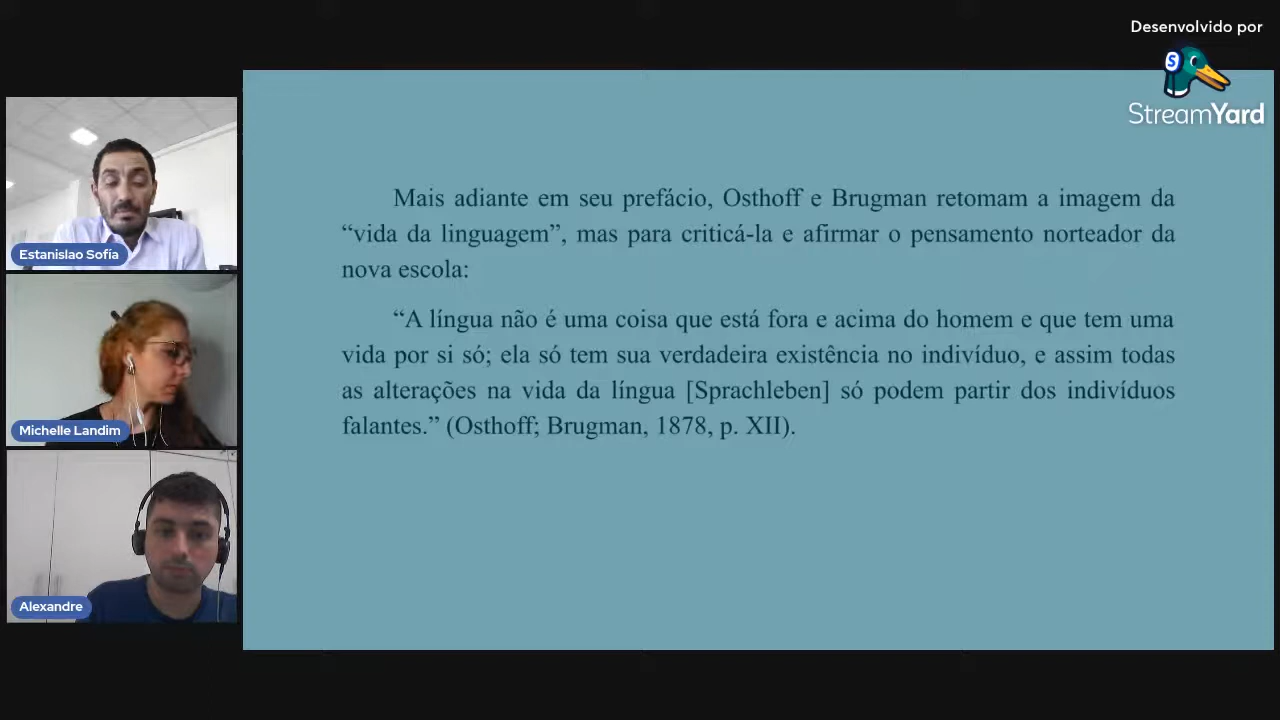 Desenvolvido por
StreamYard
Estanislao Sofía
Michelle Landim
Alexandre
Mais adiante em seu prefácio, Osthoff e Brugman retomam a imagem da
“vida da linguagem”, mas para criticá-la e afirmar o pensamento norteador da
nova escola:
“A língua não é uma coisa que está fora e acima do homem e que tem uma
vida por si só; ela só tem sua verdadeira existência no indivíduo, e assim todas
as alterações na vida da língua [Sprachleben] só podem partir dos indivíduos
falantes.” (Osthoff; Brugman, 1878, p. XII).